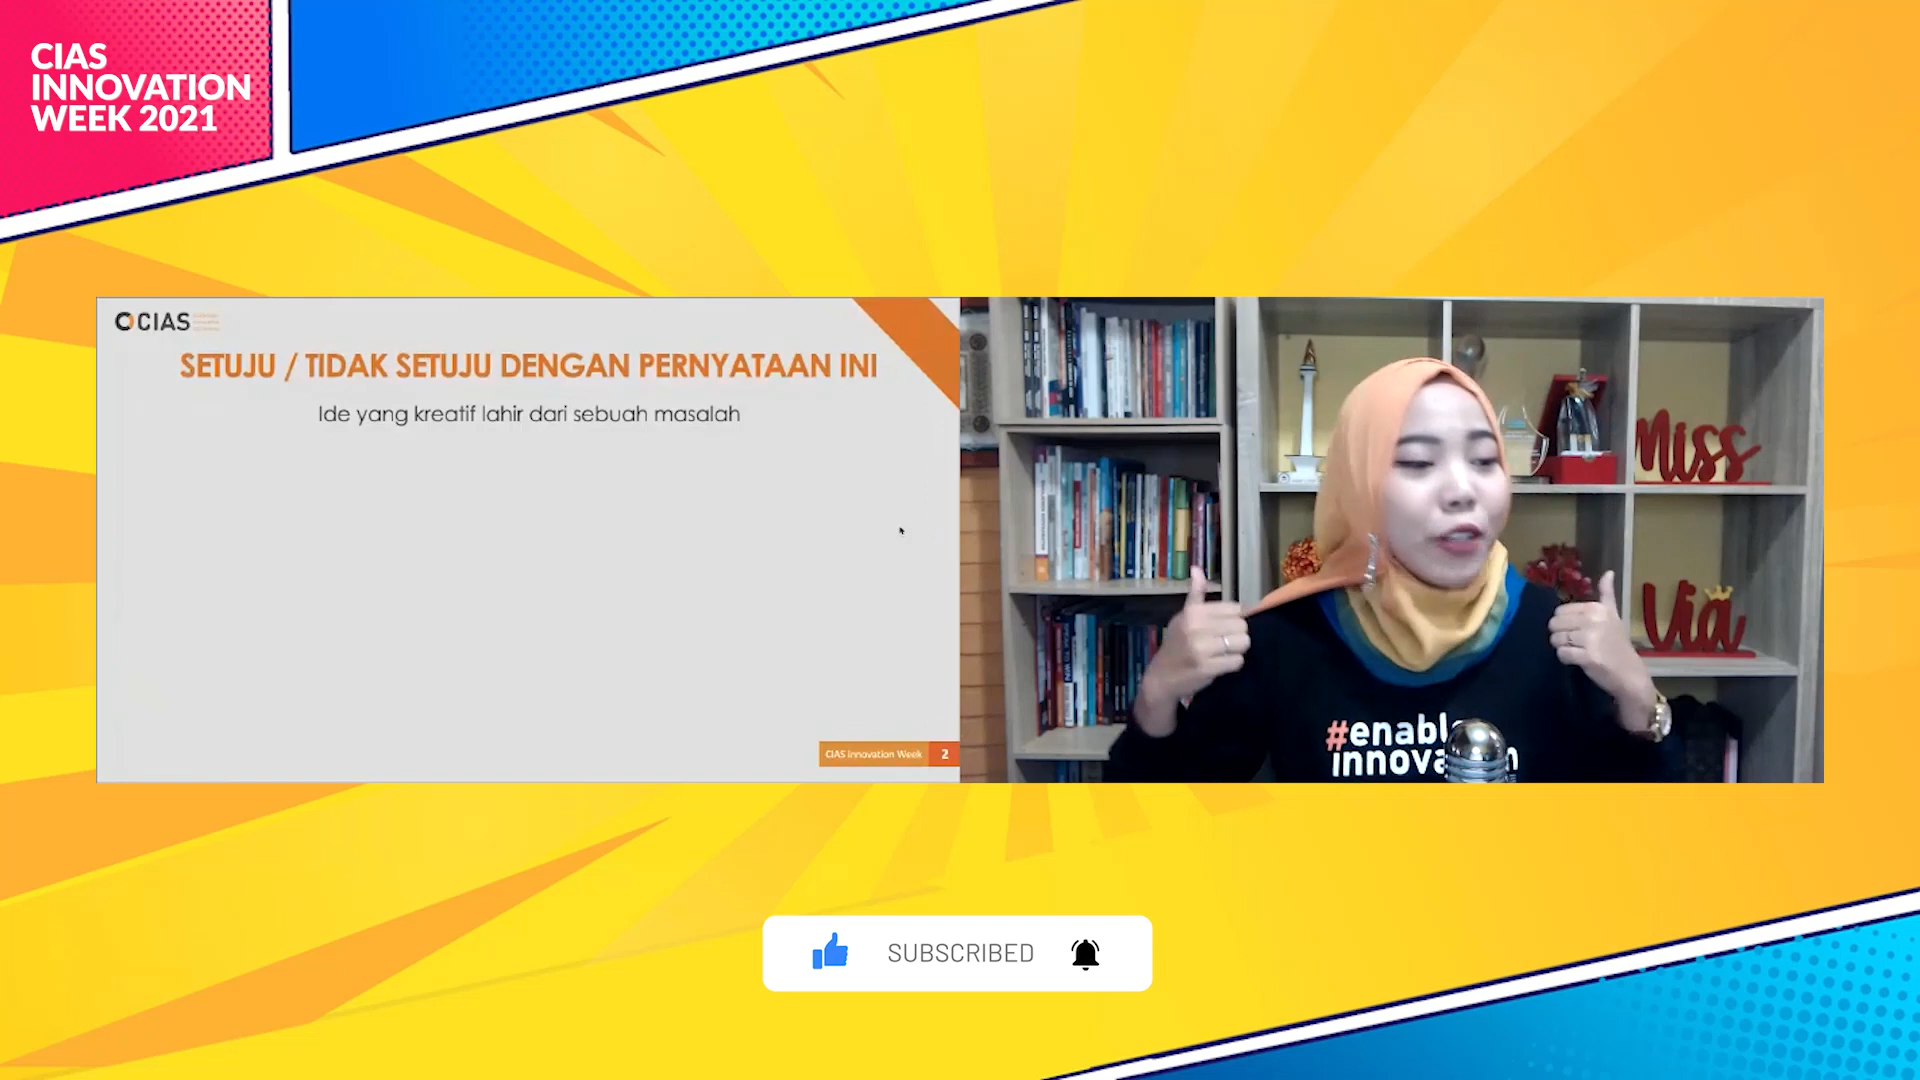 CIAS
INNOVATION
WEEK 2021
CIAS
SETUJU / TIDAK SETUJU DENGAN PERNYATAAN INI
Ide yang kreatif lahir dari sebuah masalah
CIAS Innovation Week 2
Miss
Via
#enabl
innova n
SUBSCRIBED